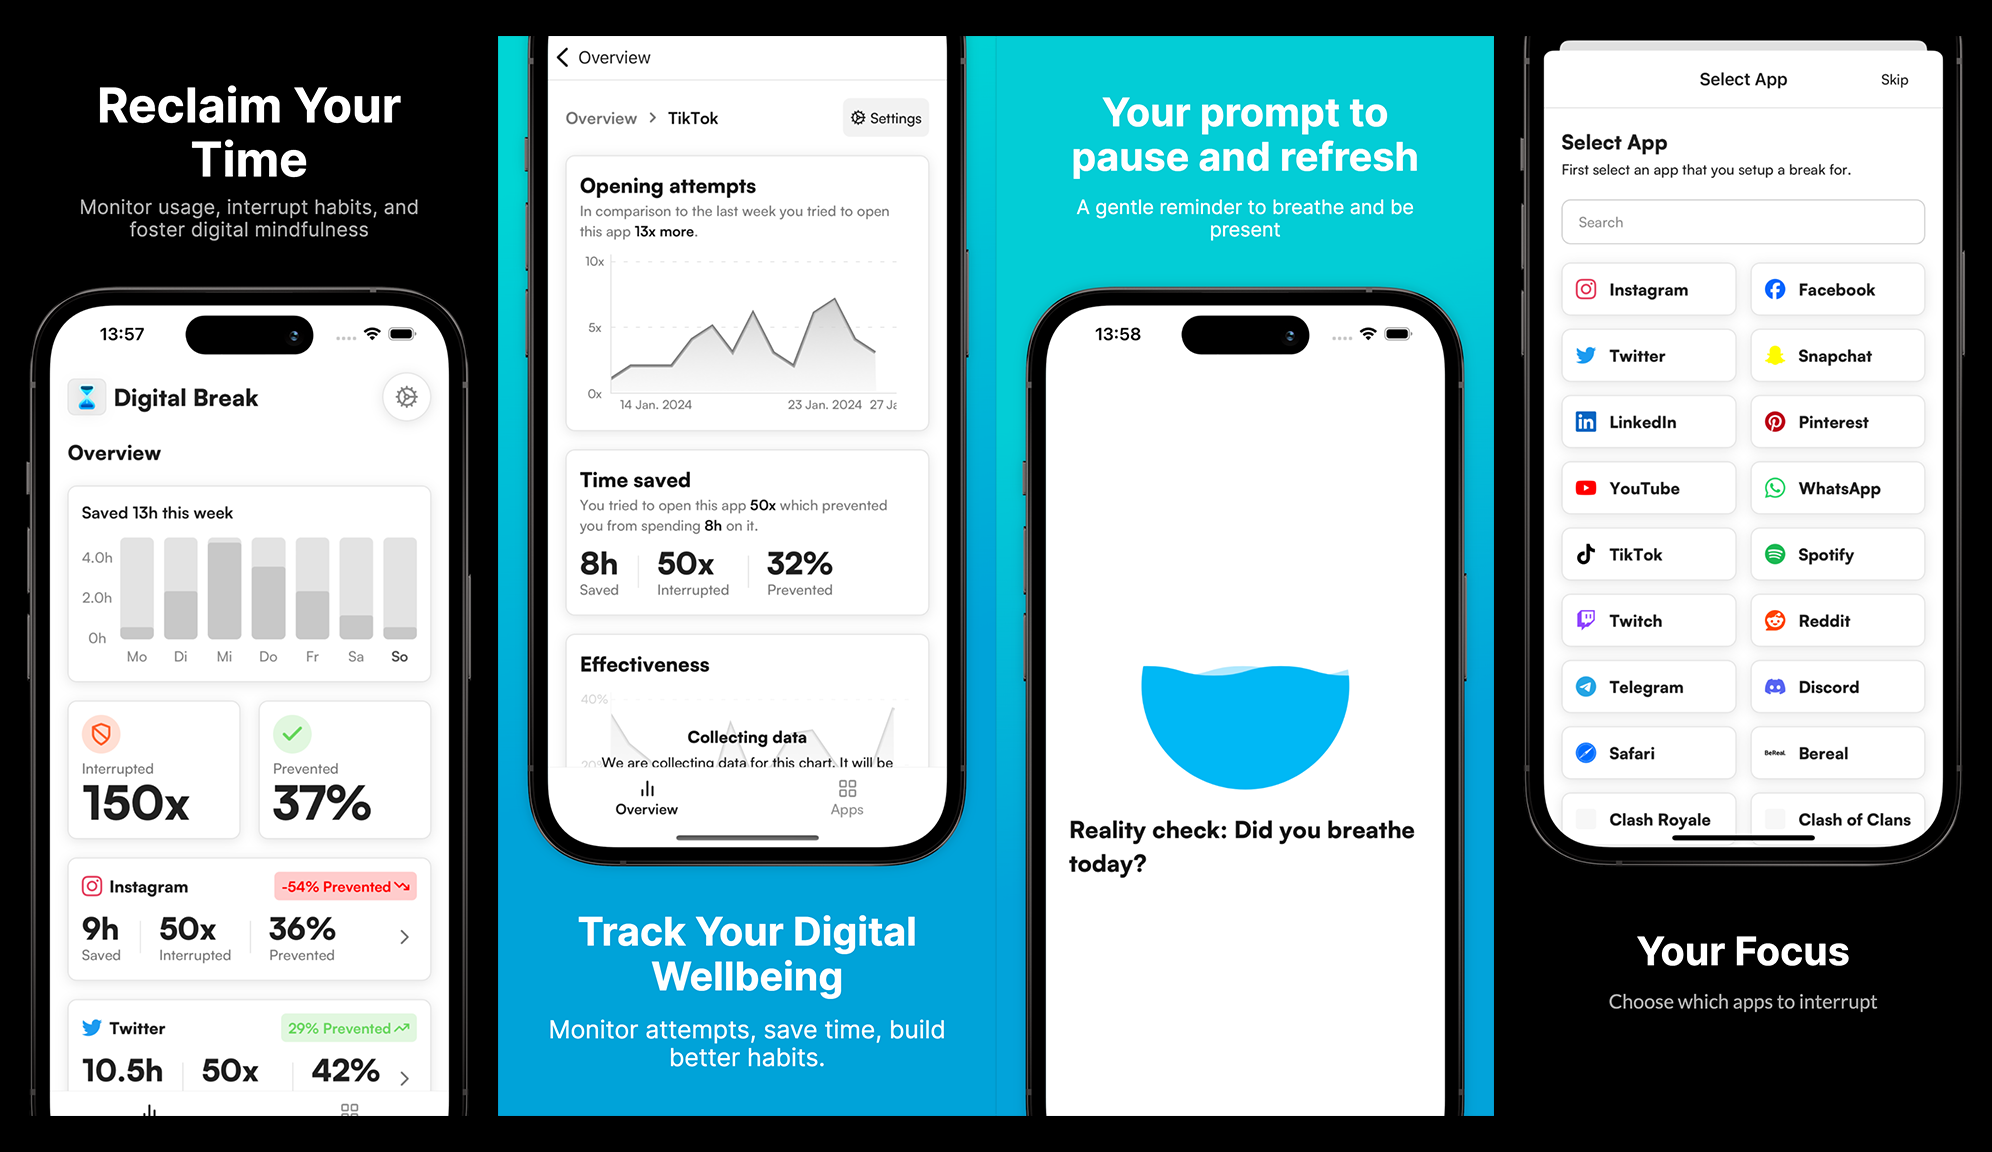 Reclaim Your
Time
Monitor usage, interrupt habits, and
foster digital mindfulness
13:57
Digital Break
Overview
Saved 13h this week
4.0h
2.0h
0h
Mo Di Mi Do Fr Sa So
Interrupted
150x
Prevented
37%
Instagram
-54% Prevented
9h 50x 36%
Saved Interrupted Prevented
Twitter
29% Prevented
10.5h 50x 42%
Overview
Overview > TikTok
Settings
Opening attempts
In comparison to the last week you tried to open
this app 13x more.
10x
5x
0x
14 Jan. 2024 23 Jan. 2024 27 Ja
Time saved
You tried to open this app 50x which prevented
you from spending 8h on it.
8h 50x 32%
Saved Interrupted Prevented
Effectiveness
40%
Collecting data
20%
We are collecting data for this chart. It will be
Overview Apps
Track Your Digital
Wellbeing
Monitor attempts, save time, build
better habits.
Your prompt to
pause and refresh
A gentle reminder to breathe and be
present
13:58
Reality check: Did you breathe
today?
Select App
Skip
Select App
First select an app that you setup a break for.
Search
Instagram Facebook
Twitter Snapchat
LinkedIn Pinterest
YouTube WhatsApp
TikTok Spotify
Twitch Reddit
Telegram Discord
Safari BeReal. Bereal
Clash Royale Clash of Clans
Your Focus
Choose which apps to interrupt